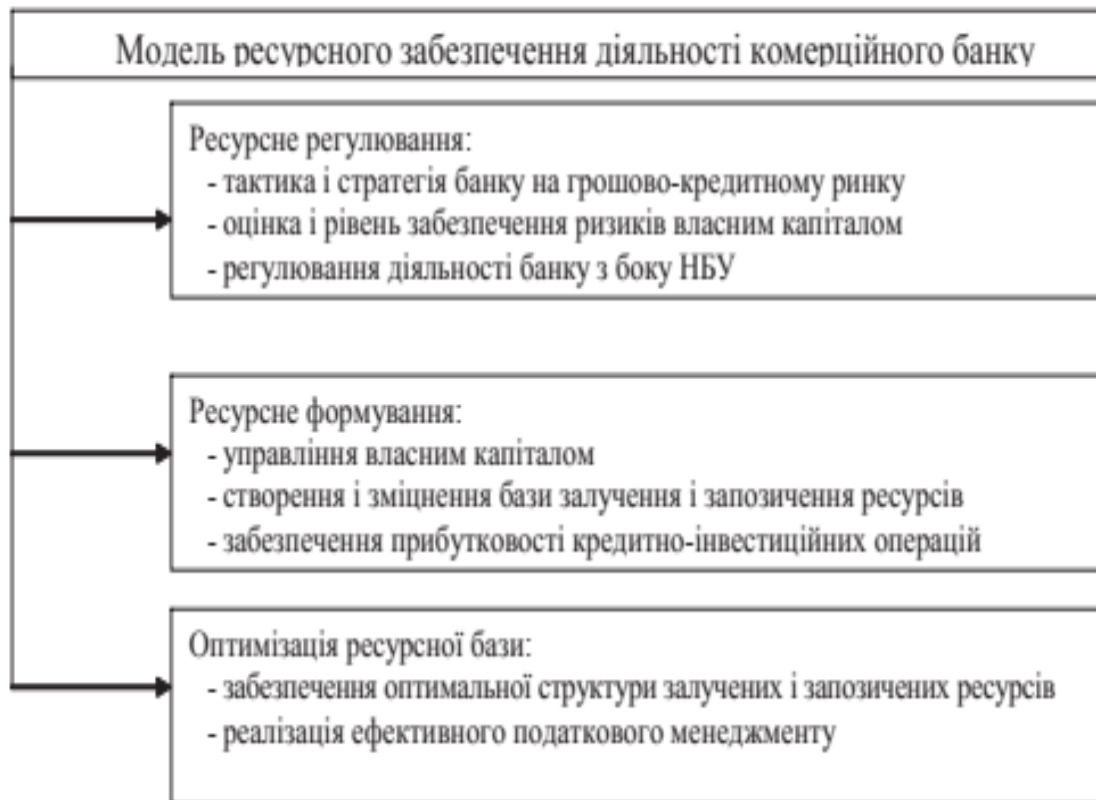 Модель ресурсного забезпечення діяльності комерційного банку
Ресурсне регулювання:
- тактика і стратегія банку на грошово-кредитному ринку
- оцінка і рівень забезпечення ризиків власним капіталом
- регулювання діяльності банку з боку НБУ
Ресурсне формування:
- управління власним капіталом
- створення і зміцнення бази залучення і запозичення ресурсів
- забезпечення прибутковості кредитно-інвестиційних операцій
Оптимізація ресурсної бази:
- забезпечення оптимальної структури залучених і запозичених ресурсів
- реалізація ефективного податкового менеджменту